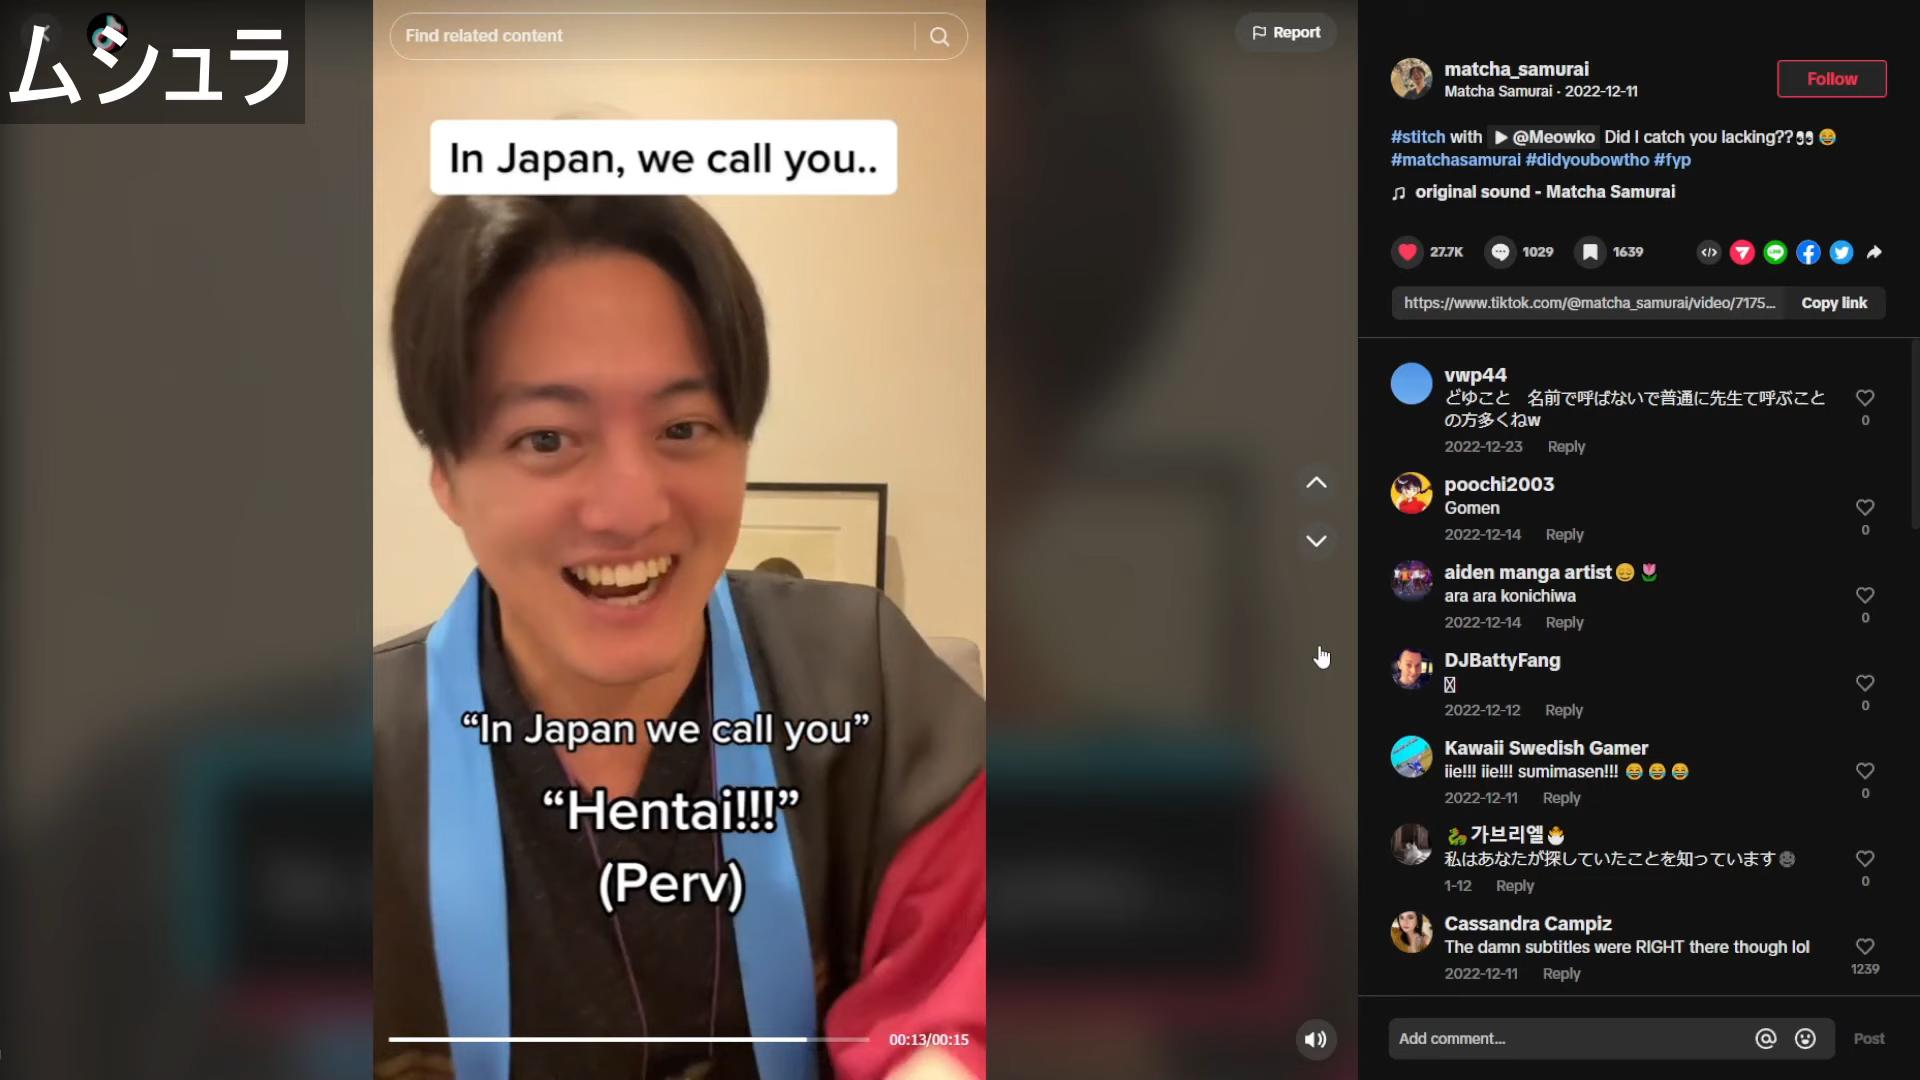 ムシュラ
Find related content
Report
In Japan, we call you..
“In Japan we call you”
“Hentai!!!”
(Perv)
00:13/00:15
matcha_samurai
Matcha Samurai · 2022-12-11
Follow
#stitch with ▶ @Meowko Did I catch you lacking??👀😂
#matchasamurai #didyoubowtho #fyp
original sound - Matcha Samurai
27.7K 1029 1639
https://www.tiktok.com/@matcha_samurai/video/7175... Copy link
vwp44
どゆこと　名前で呼ばないで普通に先生て呼ぶこと
の方多くねw
0
2022-12-23 Reply
poochi2003
Gomen
0
2022-12-14 Reply
aiden manga artist😔🌷
ara ara konichiwa
0
2022-12-14 Reply
DJBattyFang
0
2022-12-12 Reply
Kawaii Swedish Gamer
iie!!! iie!!! sumimasen!!! 😂😂😂
0
2022-12-11 Reply
🐉가브리엘🐣
私はあなたが探していたことを知っています🌚
0
1-12 Reply
Cassandra Campiz
The damn subtitles were RIGHT there though lol
1239
2022-12-11 Reply
Add comment... Post